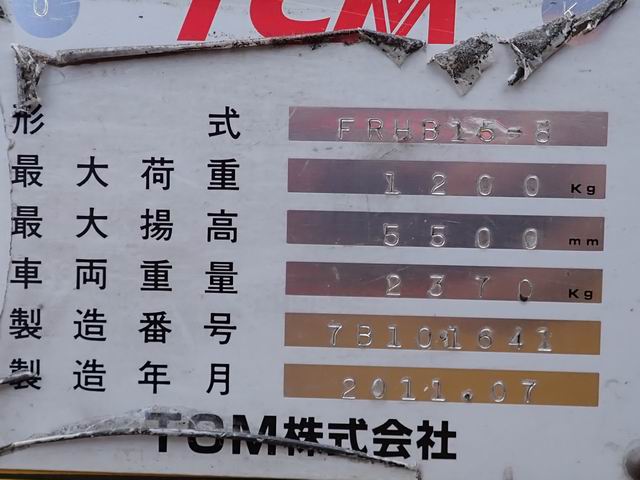 TCM
形式 FRHB15-8
最大荷重 1200 Kg
最大揚高 5500 mm
車両重量 2370 Kg
製造番号 7B101641
製造年月 2011.07
TCM株式会社